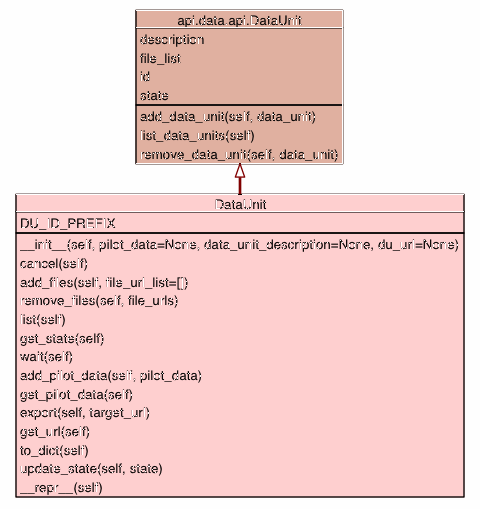 api.data.api.DataUnit
description
file_list
id
state
add_data_unit(self, data_unit)
list_data_units(self)
remove_data_unit(self, data_unit)
DataUnit
DU_ID_PREFIX
__init__(self, pilot_data=None, data_unit_description=None, du_url=None)
cancel(self)
add_files(self, file_url_list=[])
remove_files(self, file_urls)
list(self)
get_state(self)
wait(self)
add_pilot_data(self, pilot_data)
get_pilot_data(self)
export(self, target_url)
get_url(self)
to_dict(self)
update_state(self, state)
__repr__(self)